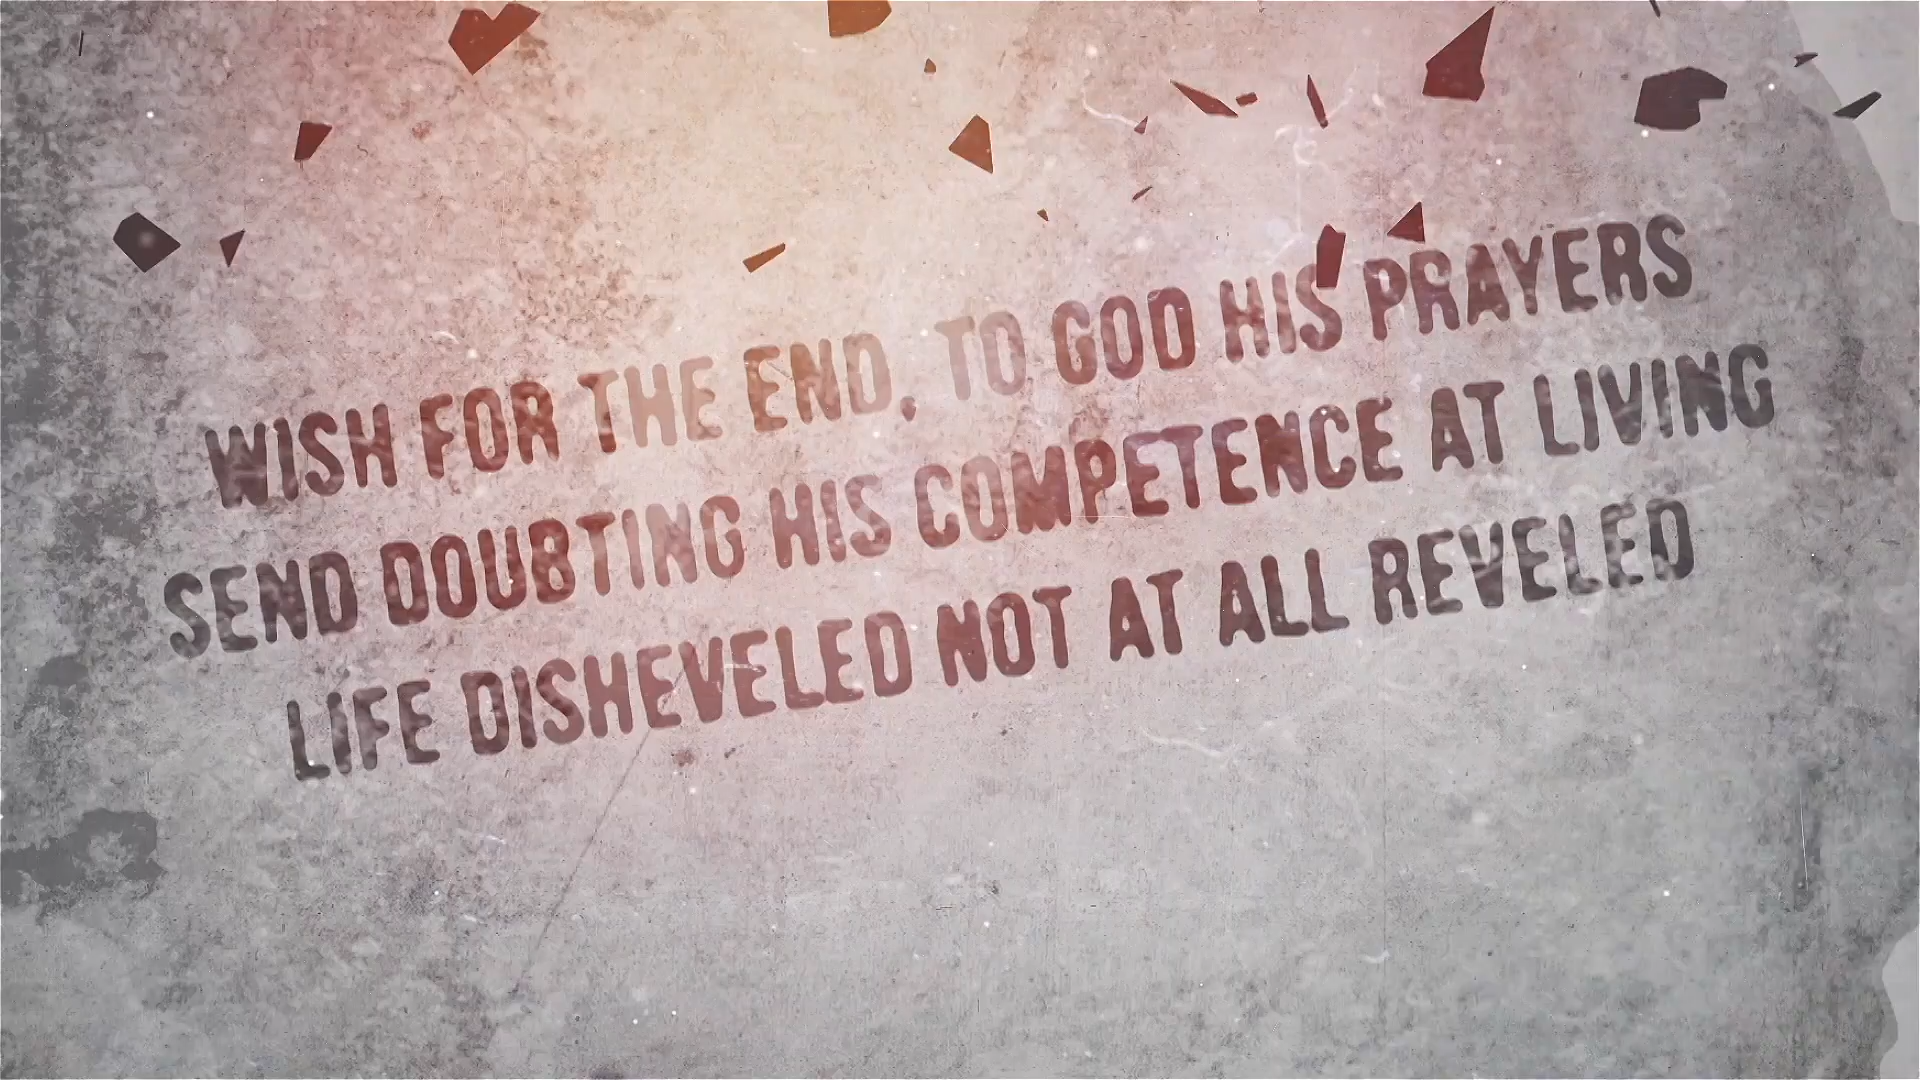 WISH FOR THE END, TO GOD HIS PRAYERS
SEND DOUBTING HIS COMPETENCE AT LIVING
LIFE DISHEVELED NOT AT ALL REVELED